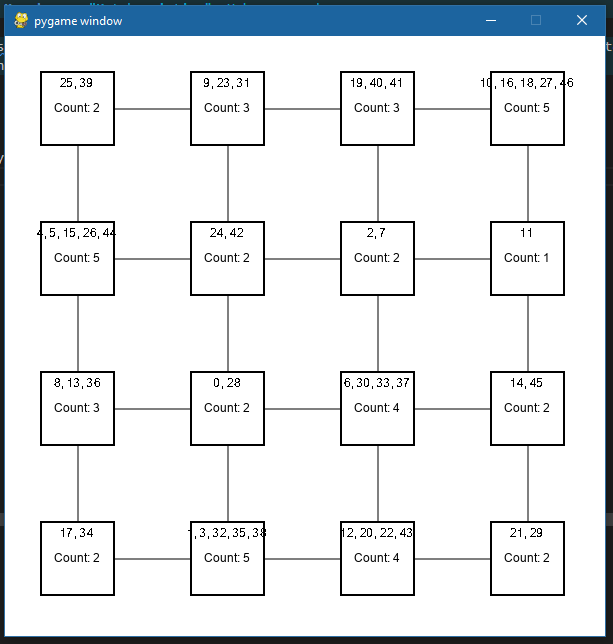 pygame window
25, 39
Count: 2
9, 23, 31
Count: 3
19, 40, 41
Count: 3
10, 16, 18, 27, 46
Count: 5
4, 5, 15, 26, 44
Count: 5
24, 42
Count: 2
2, 7
Count: 2
11
Count: 1
8, 13, 36
Count: 3
0, 28
Count: 2
6, 30, 33, 37
Count: 4
14, 45
Count: 2
17, 34
Count: 2
1, 3, 32, 35, 38
Count: 5
12, 20, 22, 43
Count: 4
21, 29
Count: 2